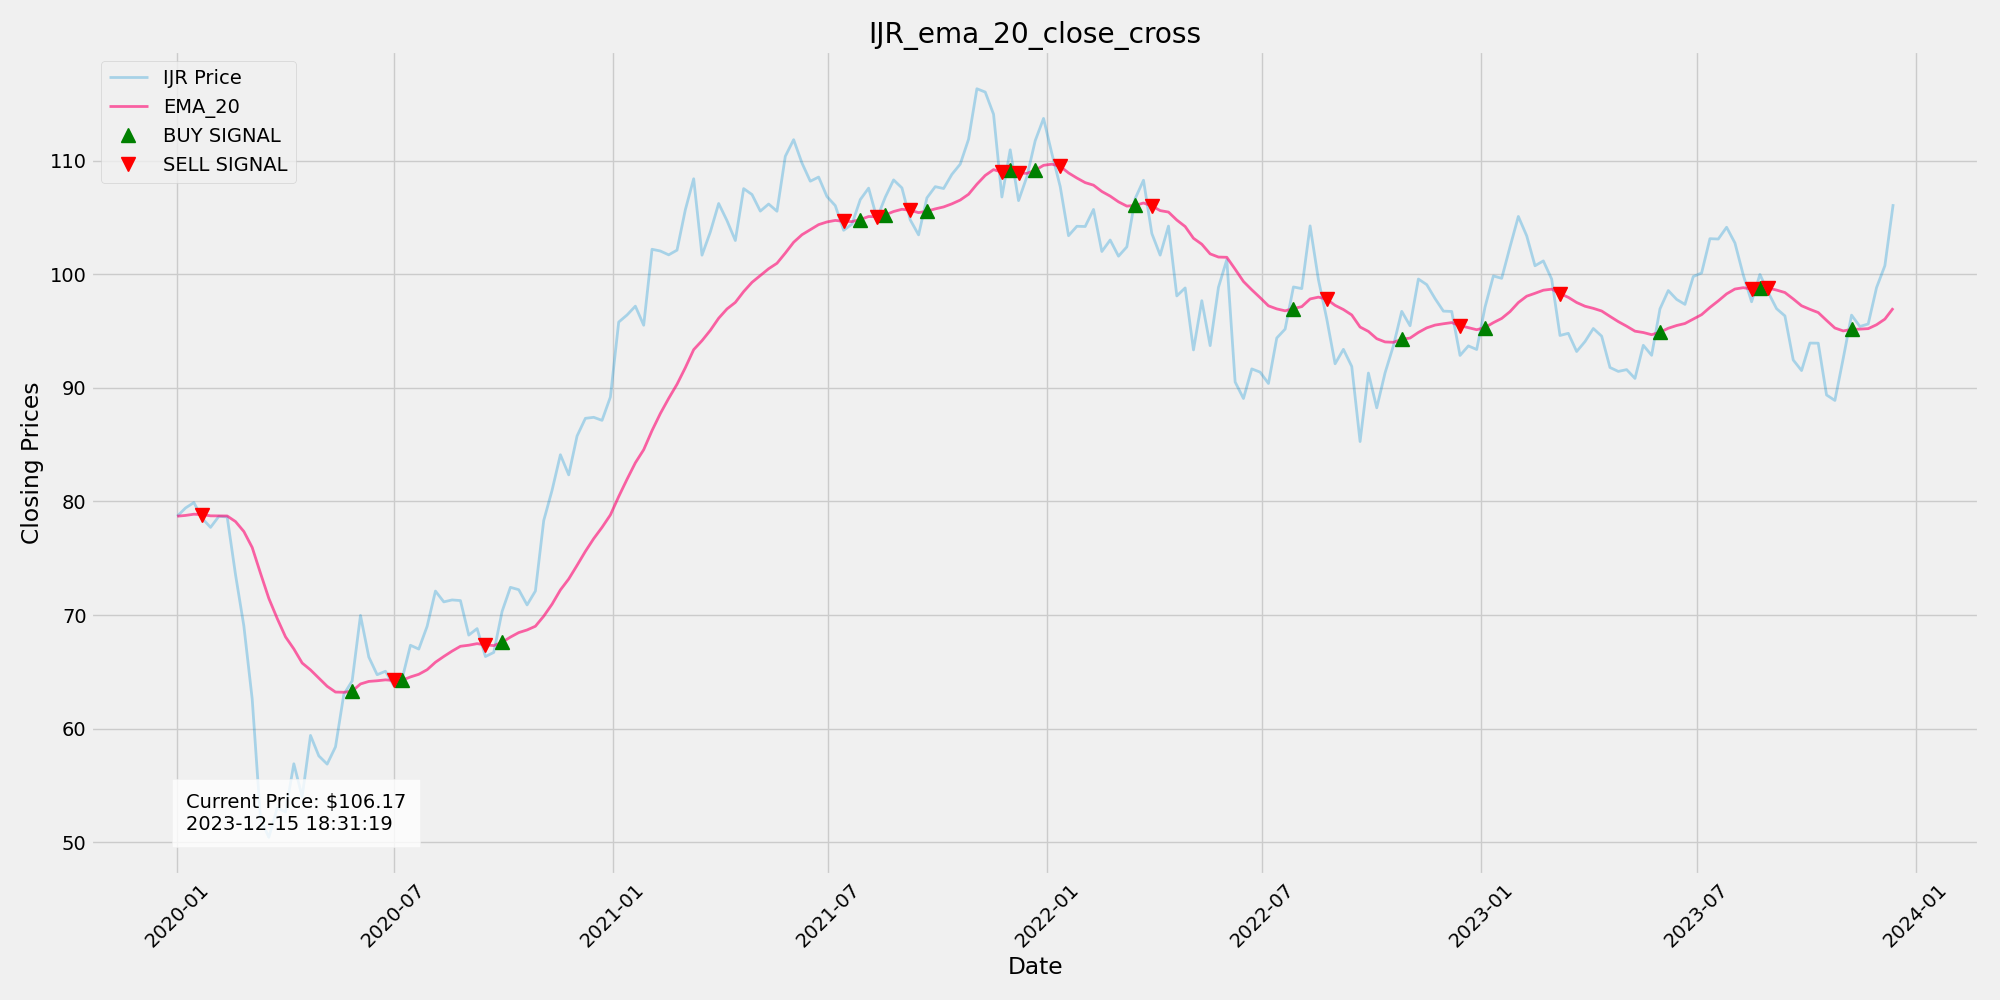 IJR_ema_20_close_cross
IJR Price
EMA_20
BUY SIGNAL
SELL SIGNAL
110
100
90
80
70
60
50
Closing Prices
Current Price: $106.17
2023-12-15 18:31:19
2020-01
2020-07
2021-01
2021-07
2022-01
2022-07
2023-01
2023-07
2024-01
Date